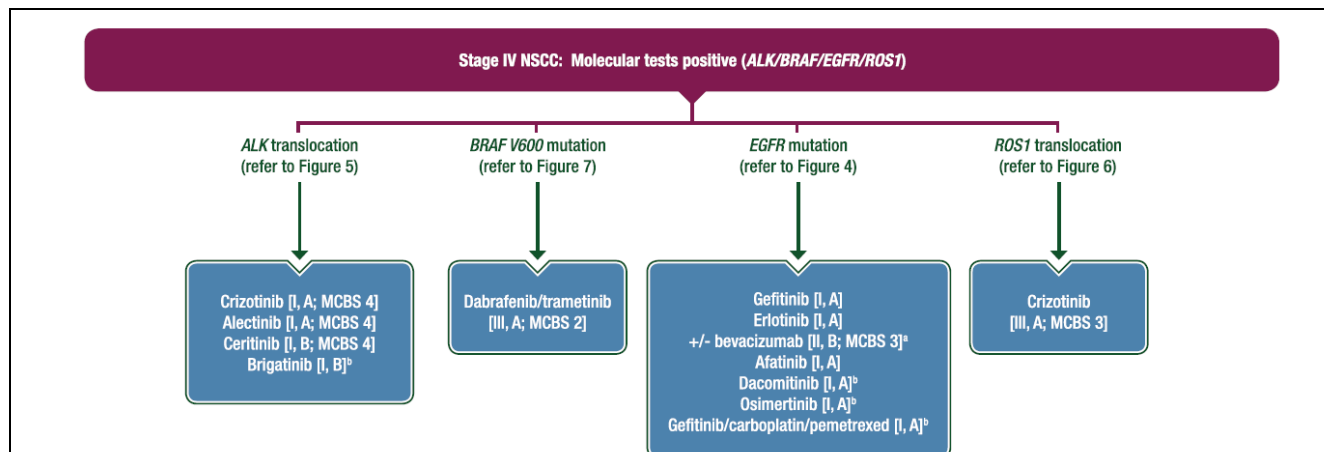 Stage IV NSCC: Molecular tests positive (ALK/BRAF/EGFR/ROS1)
ALK translocation
(refer to Figure 5)
BRAF V600 mutation
(refer to Figure 7)
EGFR mutation
(refer to Figure 4)
ROS1 translocation
(refer to Figure 6)
Crizotinib [I, A; MCBS 4]
Alectinib [I, A; MCBS 4]
Ceritinib [I, B; MCBS 4]
Brigatinib [I, B]ᵇ
Dabrafenib/trametinib
[III, A; MCBS 2]
Gefitinib [I, A]
Erlotinib [I, A]
+/- bevacizumab [II, B; MCBS 3]ᵃ
Afatinib [I, A]
Dacomitinib [I, A]ᵇ
Osimertinib [I, A]ᵇ
Gefitinib/carboplatin/pemetrexed [I, A]ᵇ
Crizotinib
[III, A; MCBS 3]